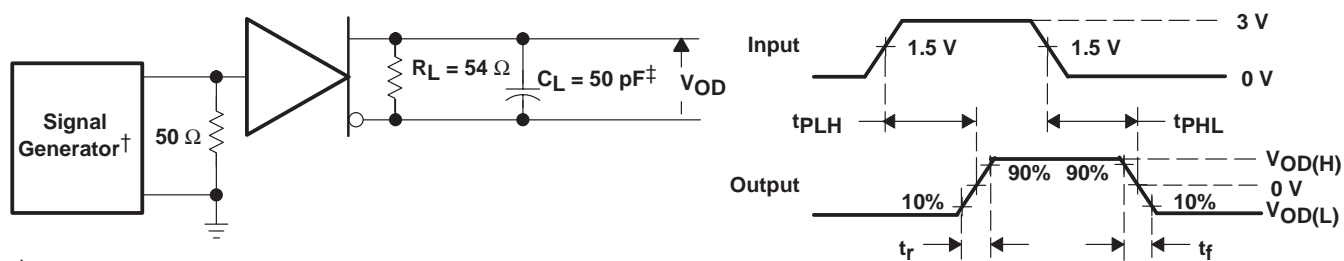 Signal
Generator†
50 Ω
RL = 54 Ω
CL = 50 pF‡
VOD
Input
1.5 V
1.5 V
3 V
0 V
tPLH
tPHL
Output
10%
90%
90%
10%
VOD(H)
0 V
VOD(L)
tr
tf